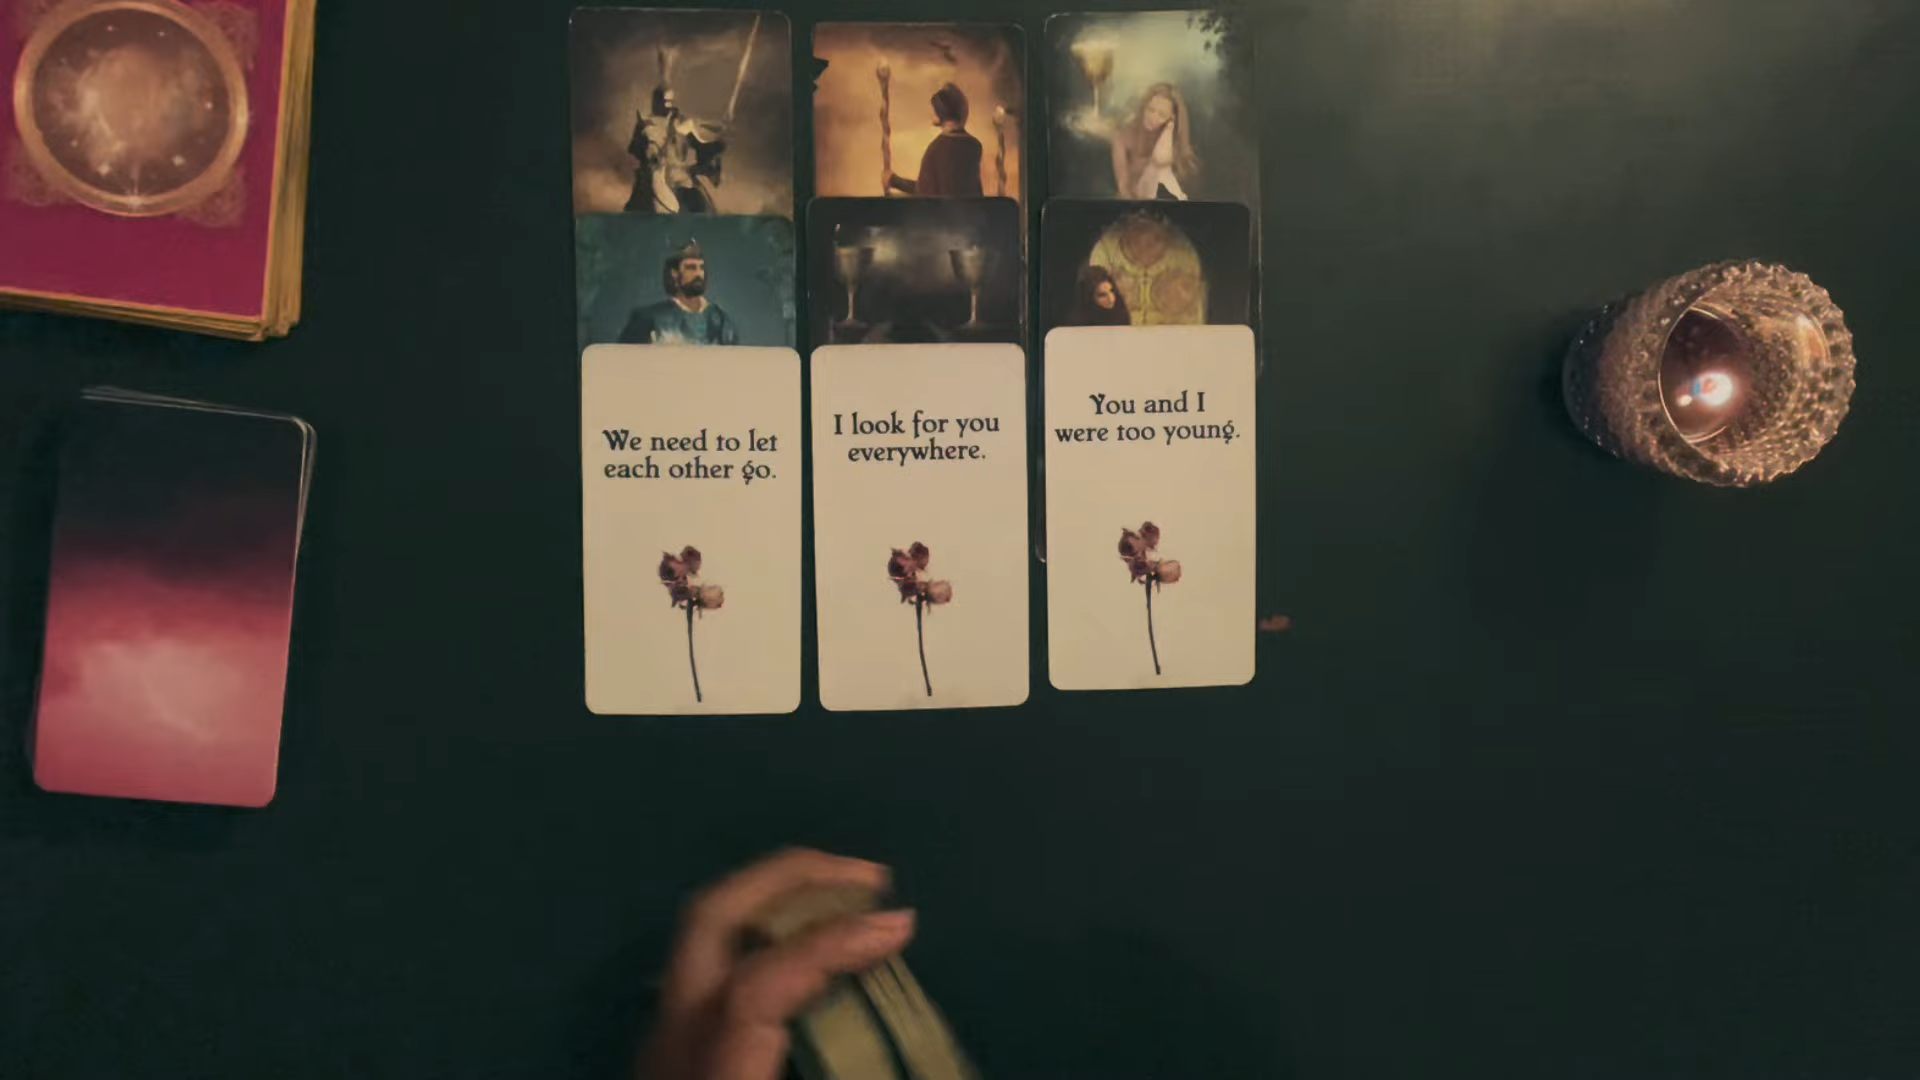 We need to let
each other go.
I look for you
everywhere.
You and I
were too young.